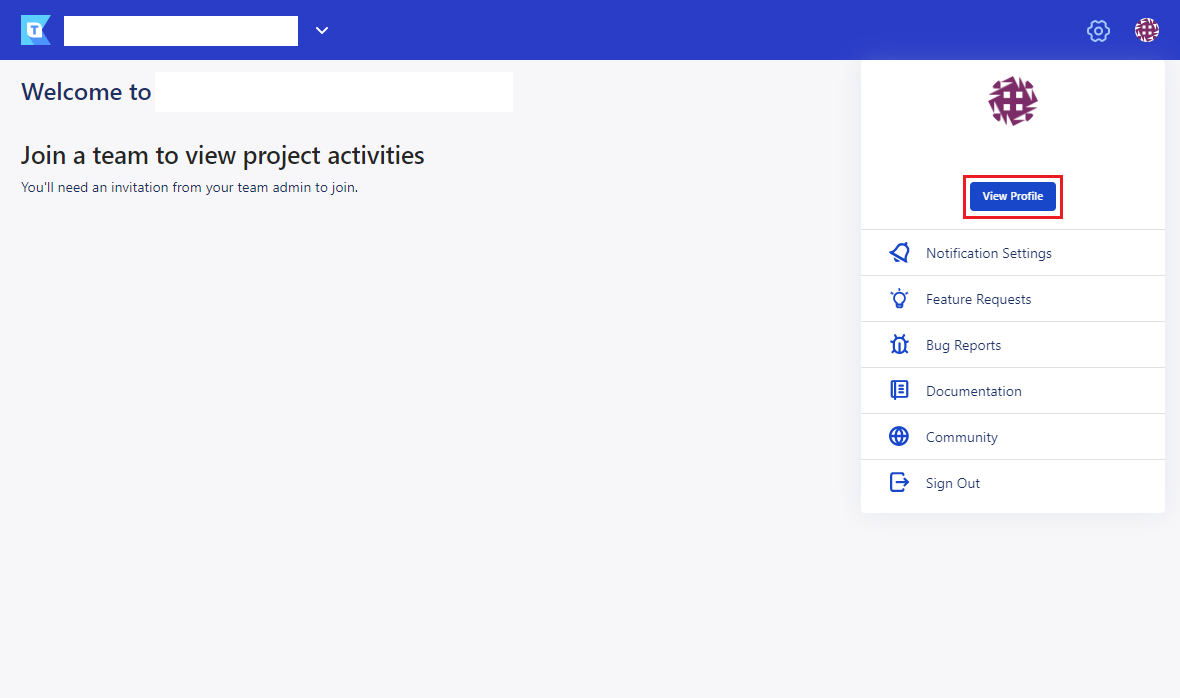 T
Welcome to
Join a team to view project activities
You'll need an invitation from your team admin to join.
View Profile
Notification Settings
Feature Requests
Bug Reports
Documentation
Community
Sign Out